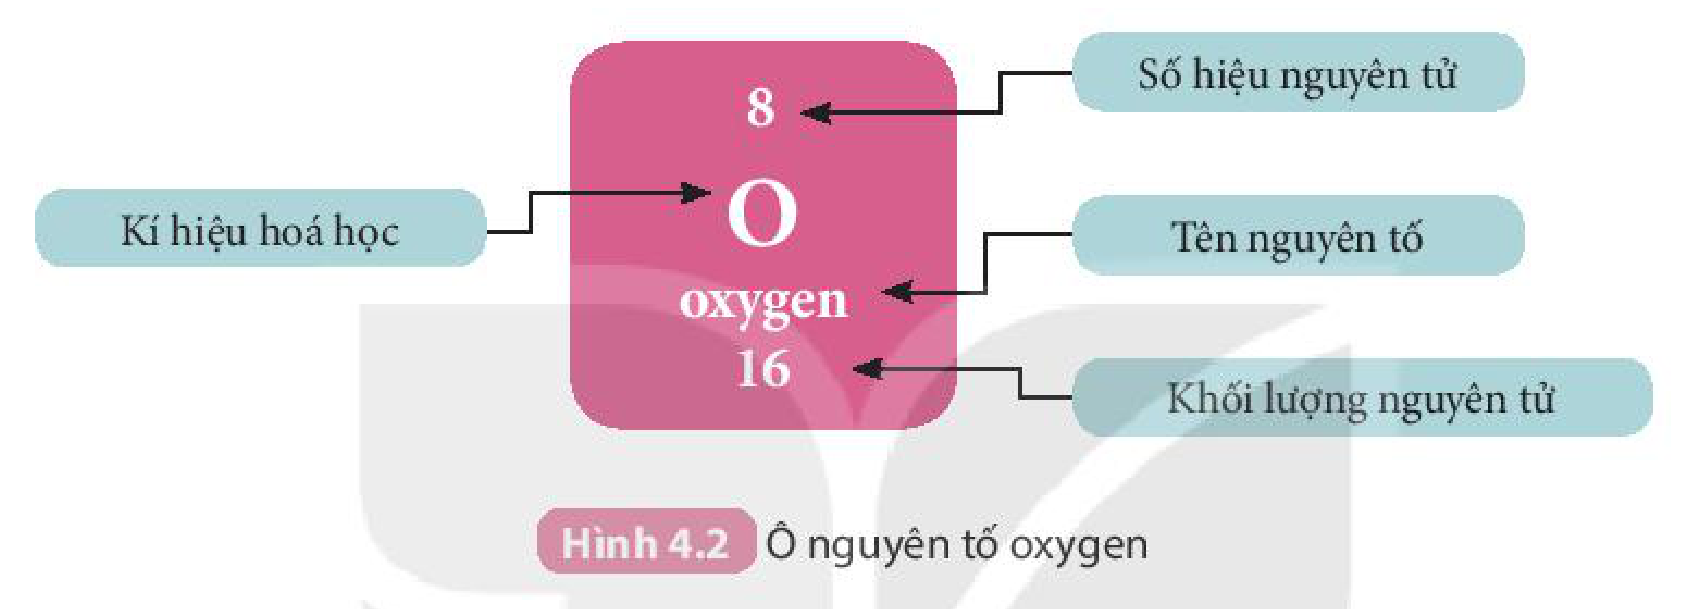 8
Số hiệu nguyên tử
Kí hiệu hoá học
O
Tên nguyên tố
oxygen
16
Khối lượng nguyên tử
Hình 4.2 Ô nguyên tố oxygen